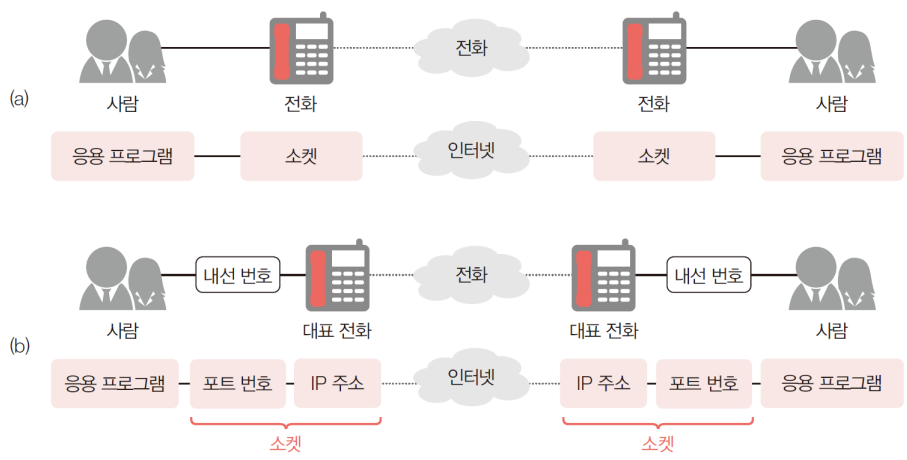 전화
사람 전화 전화 사람
(a)
응용 프로그램 소켓 인터넷 소켓 응용 프로그램
내선 번호 전화 내선 번호
사람 대표 전화 대표 전화 사람
(b)
응용 프로그램 포트 번호 IP 주소 인터넷 IP 주소 포트 번호 응용 프로그램
소켓 소켓